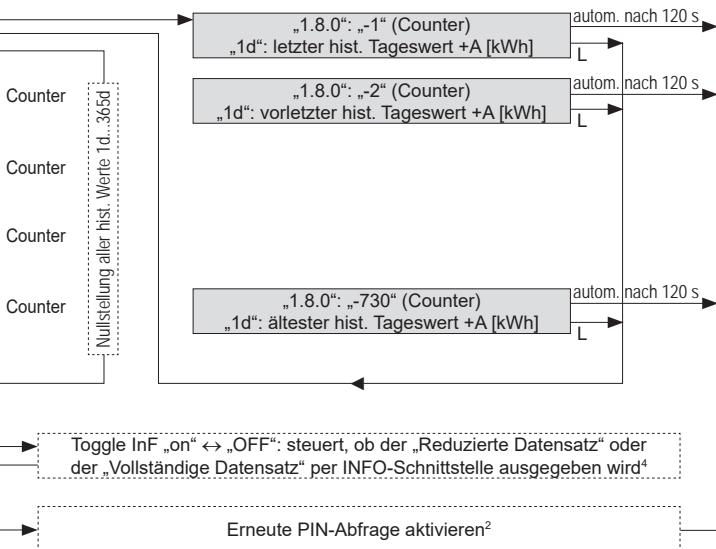 „1.8.0“: „-1“ (Counter)
„1d“: letzter hist. Tageswert +A [kWh]
autom. nach 120 s
L
„1.8.0“: „-2“ (Counter)
„1d“: vorletzter hist. Tageswert +A [kWh]
autom. nach 120 s
L
Counter
Counter
Counter
Counter
Nullstellung aller hist. Werte 1d...365d
„1.8.0“: „-730“ (Counter)
„1d“: ältester hist. Tageswert +A [kWh]
autom. nach 120 s
L
Toggle InF „on“ ↔ „OFF“: steuert, ob der „Reduzierte Datensatz“ oder
der „Vollständige Datensatz“ per INFO-Schnittstelle ausgegeben wird⁴
Erneute PIN-Abfrage aktivieren²